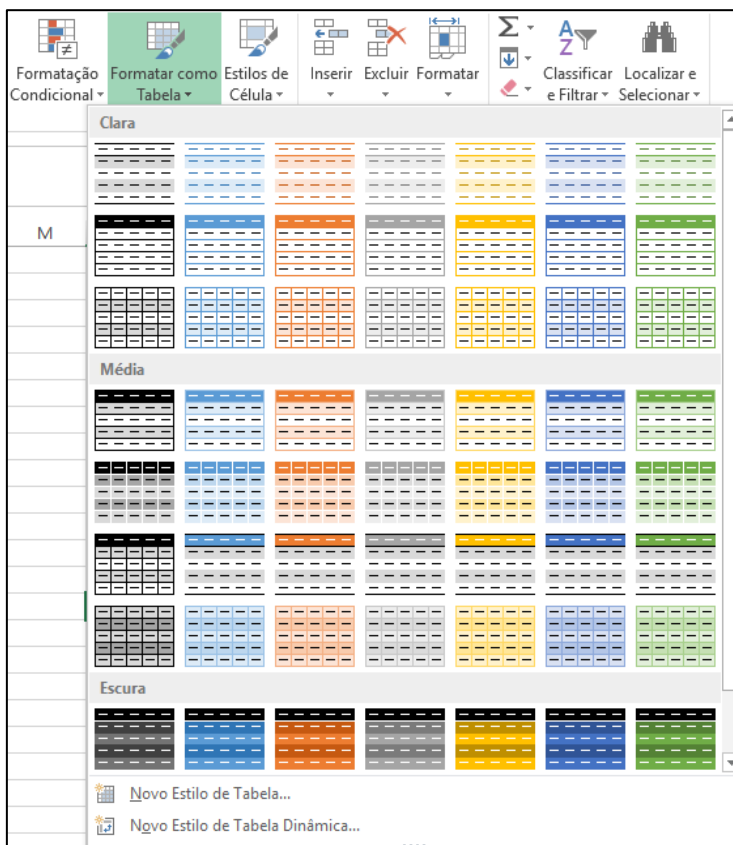 Formatação Condicional
Formatar como Tabela
Estilos de Célula
Inserir
Excluir
Formatar
Σ
A Z
Classificar e Filtrar
Localizar e Selecionar
Clara
M
Média
Escura
Novo Estilo de Tabela...
Novo Estilo de Tabela Dinâmica...